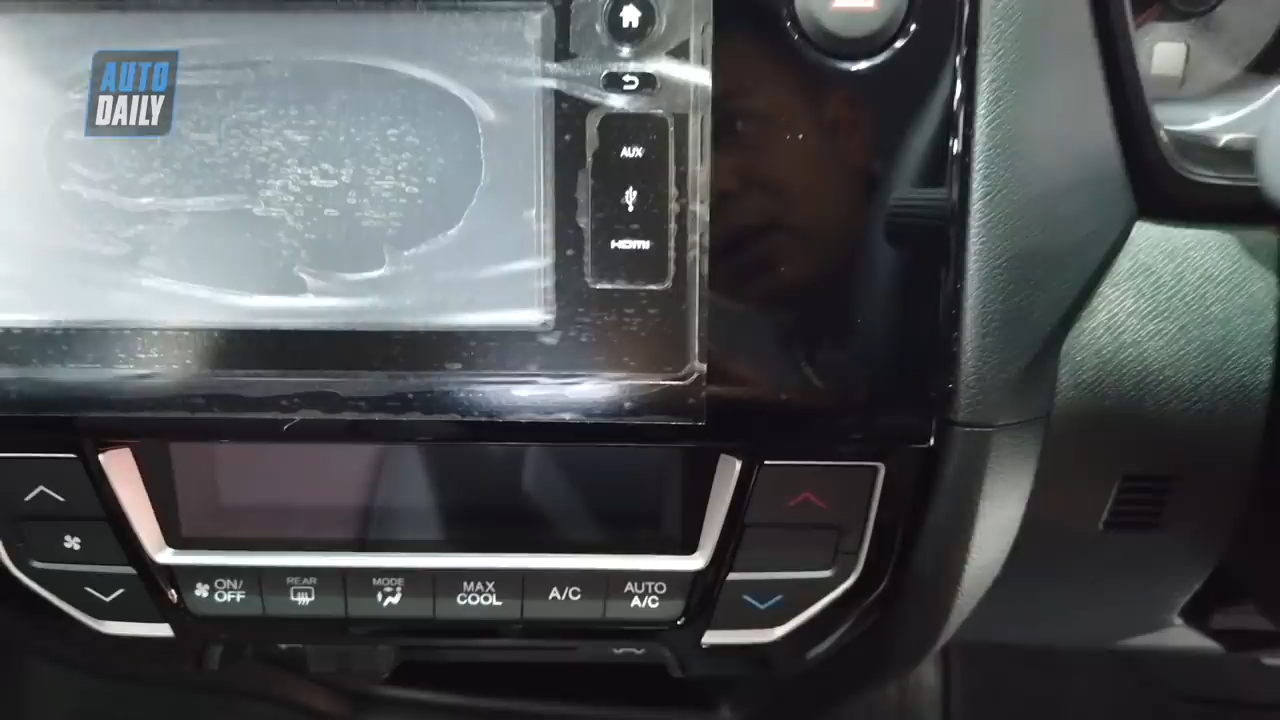 AUTO
DAILY
AUX
HDMI
ON/
OFF
REAR
MODE
MAX
COOL
A/C
AUTO
A/C